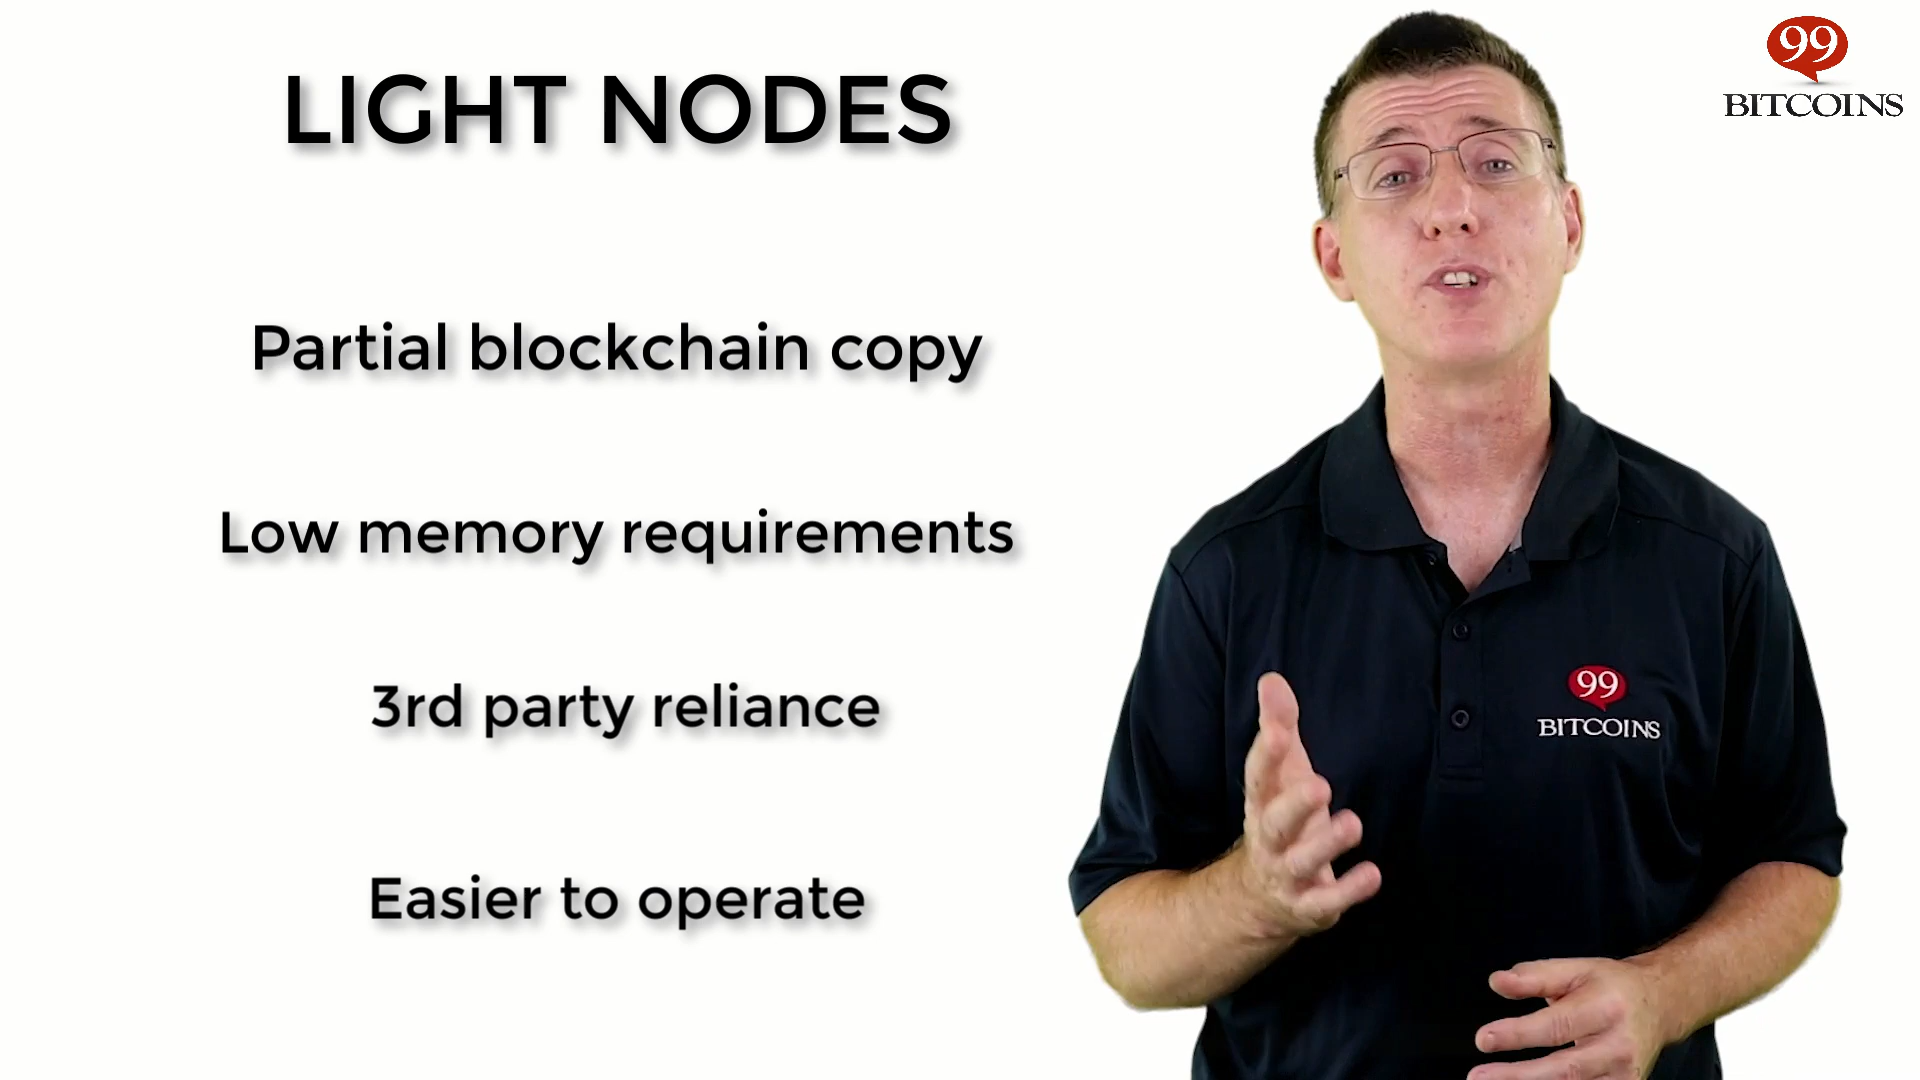 LIGHT NODES
Partial blockchain copy
Low memory requirements
3rd party reliance
Easier to operate
99
BITCOINS
99
BITCOINS